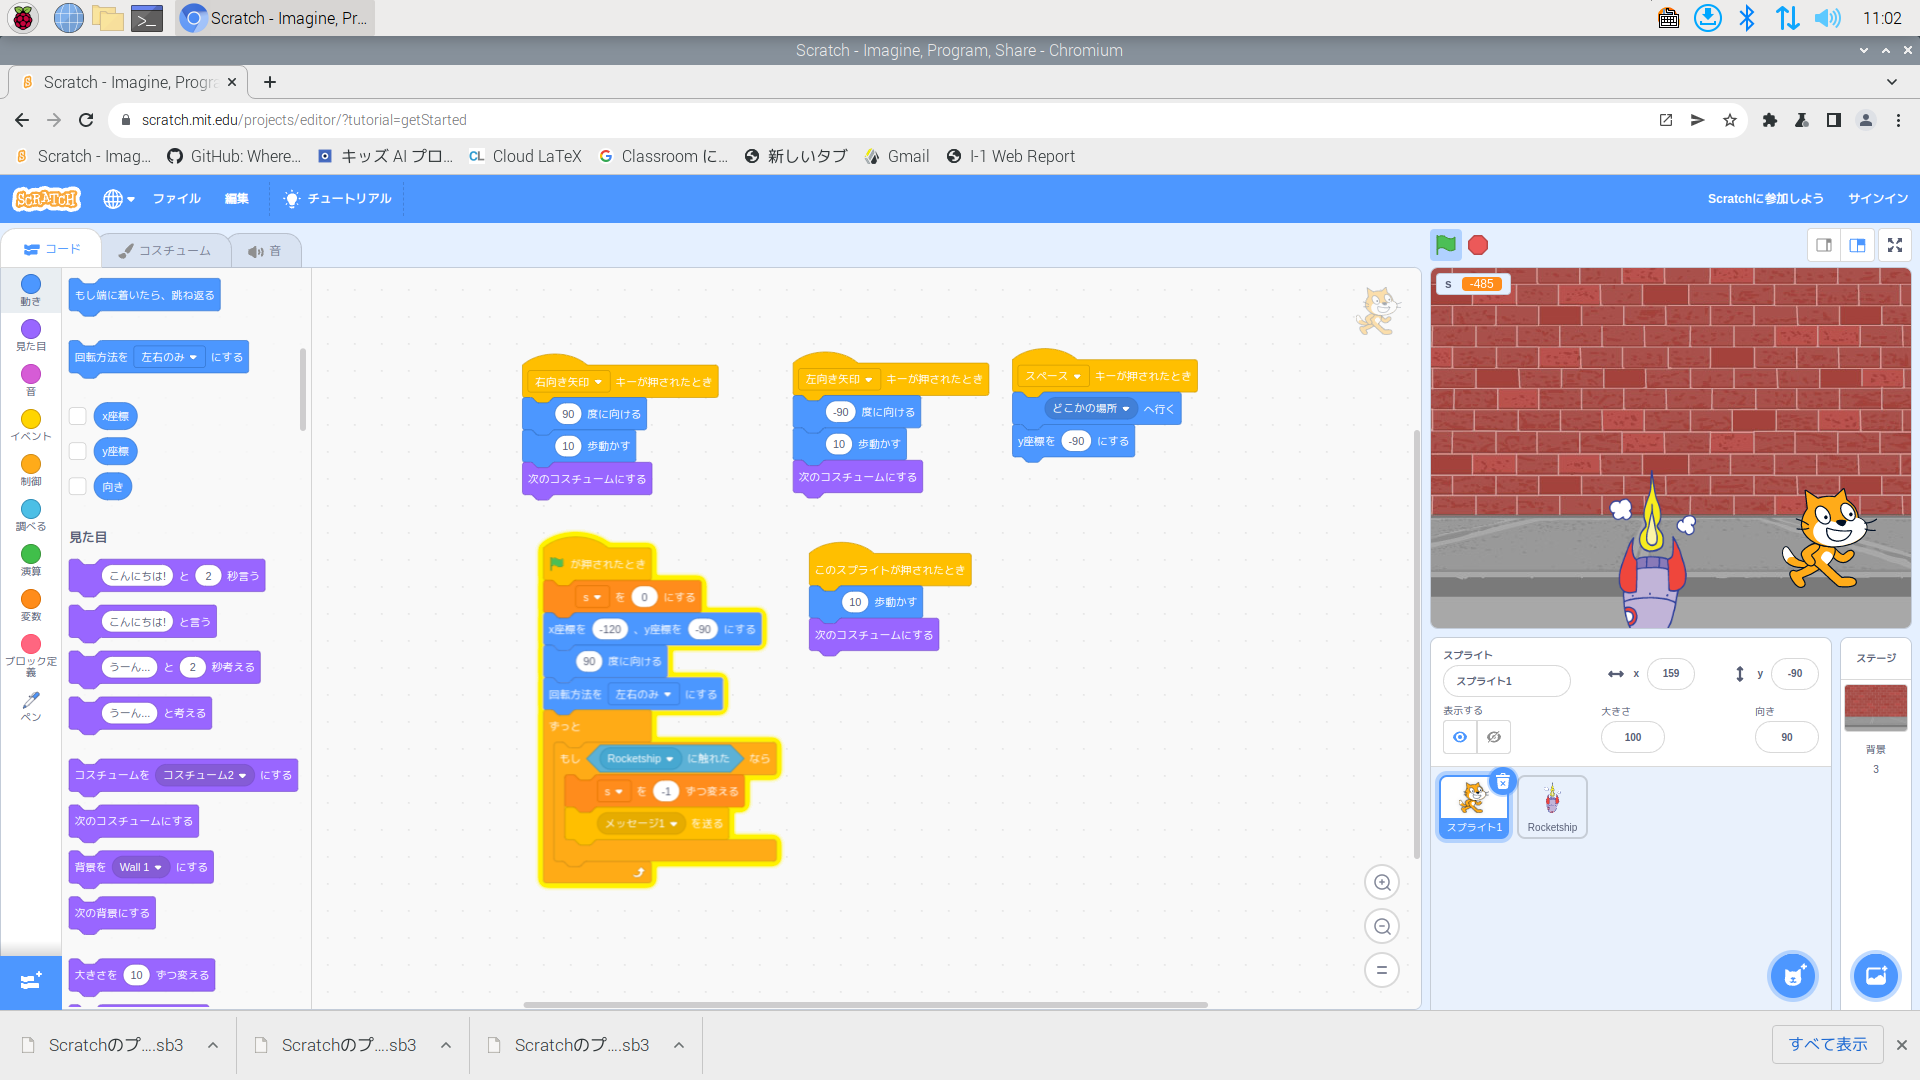 Scratch - Imagine, Pr...
11:02
Scratch - Imagine, Program, Share - Chromium
Scratch - Imagine, Progra
scratch.mit.edu/projects/editor/?tutorial=getStarted
Scratch - Imag...
GitHub: Where...
キッズ AI プロ...
CL Cloud LaTeX
Classroom に...
新しいタブ
Gmail
I-1 Web Report
SCRATCH
ファイル
編集
チュートリアル
Scratchに参加しよう
サインイン
コード
コスチューム
音
動き
見た目
音
イベント
制御
調べる
演算
変数
ブロック定義
ペン
もし端に着いたら、跳ね返る
回転方法を 左右のみ にする
x座標
y座標
向き
見た目
こんにちは! と 2 秒言う
こんにちは! と言う
うーん... と 2 秒考える
うーん... と考える
コスチュームを コスチューム2 にする
次のコスチュームにする
背景を Wall 1 にする
次の背景にする
大きさを 10 ずつ変える
右向き矢印 キーが押されたとき
90 度に向ける
10 歩動かす
次のコスチュームにする
左向き矢印 キーが押されたとき
-90 度に向ける
10 歩動かす
次のコスチュームにする
スペース キーが押されたとき
どこかの場所 へ行く
y座標を -90 にする
が押されたとき
s を 0 にする
x座標を -120 、y座標を -90 にする
90 度に向ける
回転方法を 左右のみ にする
ずっと
もし Rocketship に触れた なら
s を -1 ずつ変える
メッセージ1 を送る
このスプライトが押されたとき
10 歩動かす
次のコスチュームにする
s -485
スプライト
スプライト1
x 159
y -90
表示する
大きさ
100
向き
90
スプライト1
Rocketship
ステージ
背景
3
Scratchのプ....sb3
Scratchのプ....sb3
Scratchのプ....sb3
すべて表示